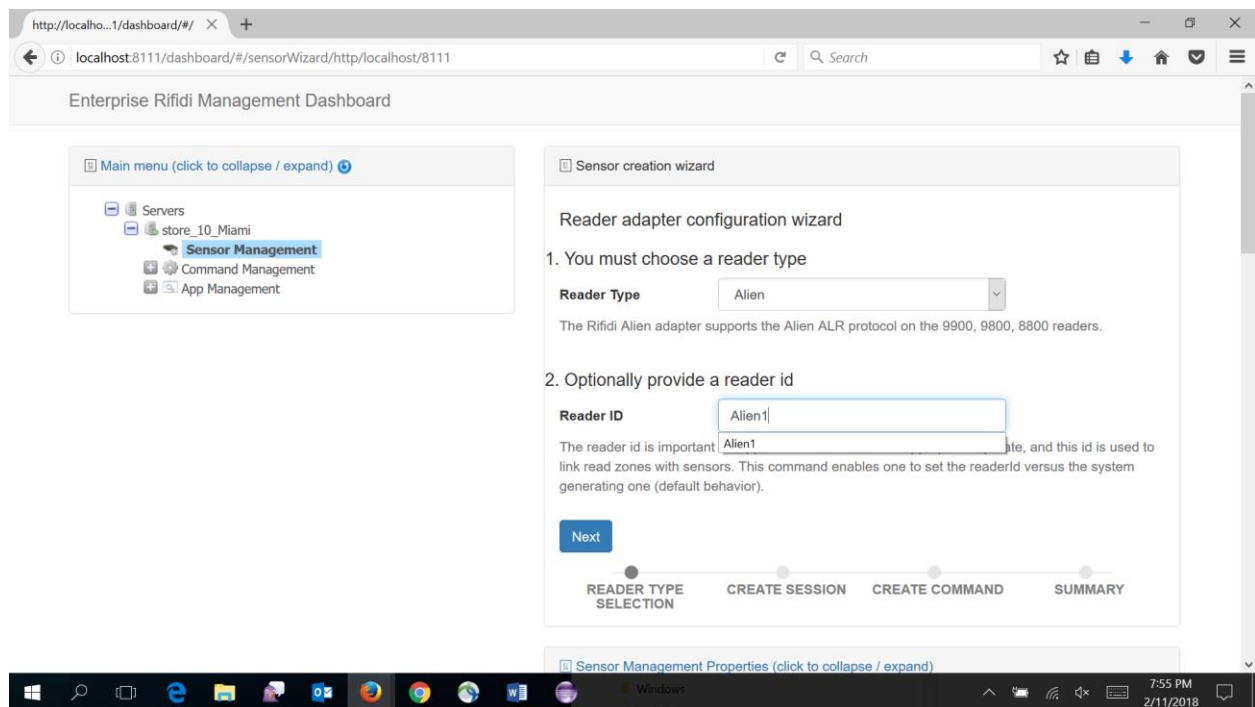 http://localho...1/dashboard/#/
localhost:8111/dashboard/#/sensorWizard/http/localhost/8111
Search
Enterprise Rifidi Management Dashboard
Main menu (click to collapse / expand)
Servers
store_10_Miami
Sensor Management
Command Management
App Management
Sensor creation wizard
Reader adapter configuration wizard
1. You must choose a reader type
Reader Type
Alien
The Rifidi Alien adapter supports the Alien ALR protocol on the 9900, 9800, 8800 readers.
2. Optionally provide a reader id
Reader ID
Alien1
Alien1
The reader id is important
ate, and this id is used to
link read zones with sensors. This command enables one to set the readerId versus the system
generating one (default behavior).
Next
READER TYPE
SELECTION
CREATE SESSION
CREATE COMMAND
SUMMARY
Sensor Management Properties (click to collapse / expand)
Windows
7:55 PM
2/11/2018